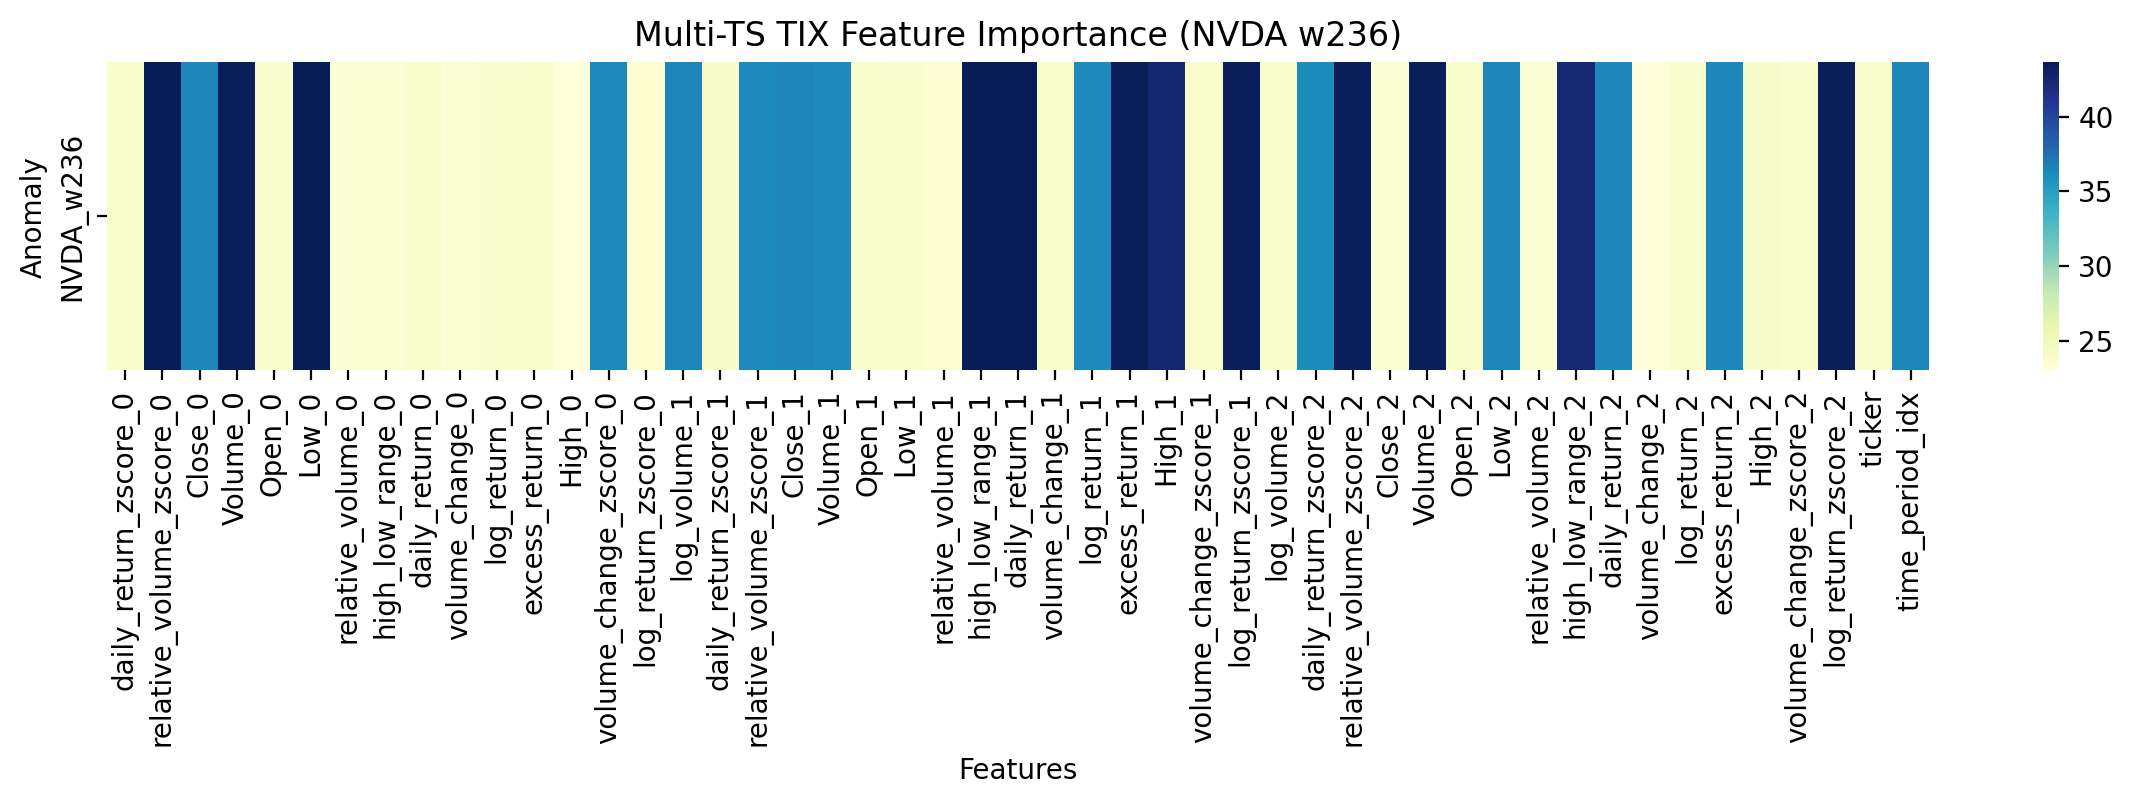 Multi-TS TIX Feature Importance (NVDA w236)
Anomaly
NVDA_w236
40
35
30
25
daily_return_zscore_0
relative_volume_zscore_0
Close_0
Volume_0
Open_0
Low_0
relative_volume_0
high_low_range_0
daily_return_0
volume_change_0
log_return_0
excess_return_0
High_0
volume_change_zscore_0
log_return_zscore_0
log_volume_1
daily_return_zscore_1
relative_volume_zscore_1
Close_1
Volume_1
Open_1
Low_1
relative_volume_1
high_low_range_1
daily_return_1
volume_change_1
log_return_1
excess_return_1
High_1
volume_change_zscore_1
log_return_zscore_1
log_volume_2
daily_return_zscore_2
relative_volume_zscore_2
Close_2
Volume_2
Open_2
Low_2
relative_volume_2
high_low_range_2
daily_return_2
volume_change_2
log_return_2
excess_return_2
High_2
volume_change_zscore_2
log_return_zscore_2
ticker
time_period_idx
Features